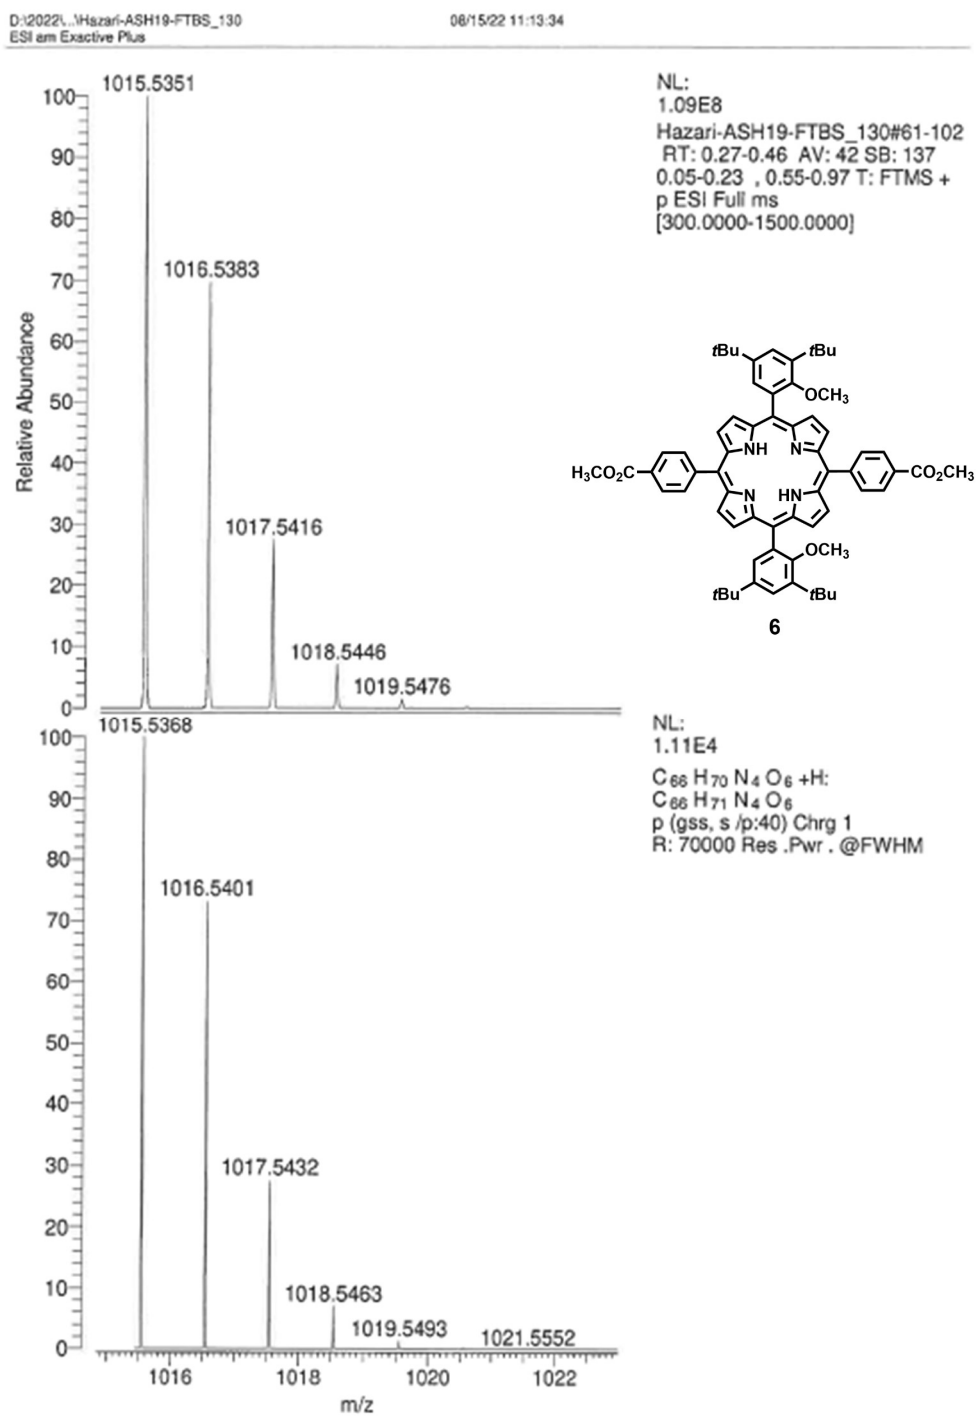 D:\2022\...\Hazari-ASH19-FTBS_130 08/15/22 11:13:34
ESI am Exactive Plus
NL:
1.09E8
Hazari-ASH19-FTBS_130#61-102
RT: 0.27-0.46 AV: 42 SB: 137
0.05-0.23 , 0.55-0.97 T: FTMS +
p ESI Full ms
[300.0000-1500.0000]
1015.5351
1016.5383
1017.5416
1018.5446
1019.5476
100
90
80
70
60
50
40
30
20
10
0
Relative Abundance
tBu tBu
OCH3
NH N
CH3O2C CO2CH3
N HN
OCH3
tBu tBu
6
NL:
1.11E4
C66 H70 N4 O6 +H:
C66 H71 N4 O6
p (gss, s /p:40) Chrg 1
R: 70000 Res .Pwr . @FWHM
1015.5368
1016.5401
1017.5432
1018.5463
1019.5493
1021.5552
100
90
80
70
60
50
40
30
20
10
0
1016 1018 1020 1022
m/z